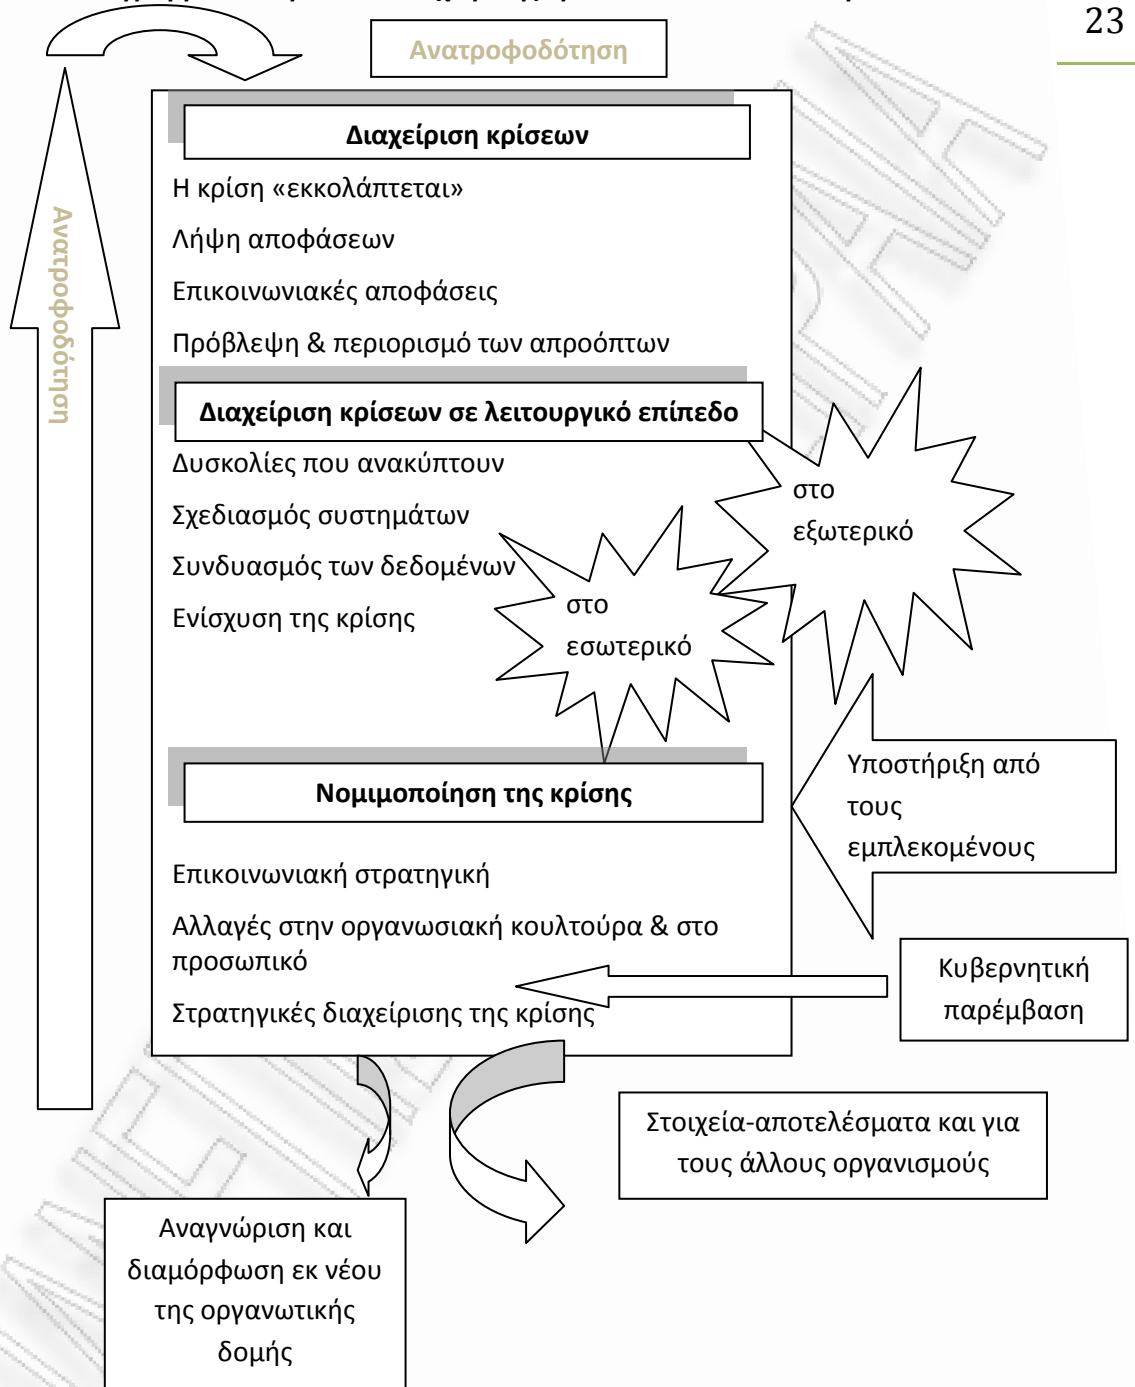 23
Ανατροφοδότηση
Ανατροφοδότηση
Διαχείριση κρίσεων
Η κρίση «εκκολάπτεται»
Λήψη αποφάσεων
Επικοινωνιακές αποφάσεις
Πρόβλεψη & περιορισμό των απροόπτων
Διαχείριση κρίσεων σε λειτουργικό επίπεδο
Δυσκολίες που ανακύπτουν
Σχεδιασμός συστημάτων
Συνδυασμός των δεδομένων
Ενίσχυση της κρίσης
στο
εξωτερικό
στο
εσωτερικό
Νομιμοποίηση της κρίσης
Υποστήριξη από
τους
εμπλεκομένους
Επικοινωνιακή στρατηγική
Αλλαγές στην οργανωσιακή κουλτούρα & στο
προσωπικό
Στρατηγικές διαχείρισης της κρίσης
Κυβερνητική
παρέμβαση
Στοιχεία-αποτελέσματα και για
τους άλλους οργανισμούς
Αναγνώριση και
διαμόρφωση εκ νέου
της οργανωτικής
δομής